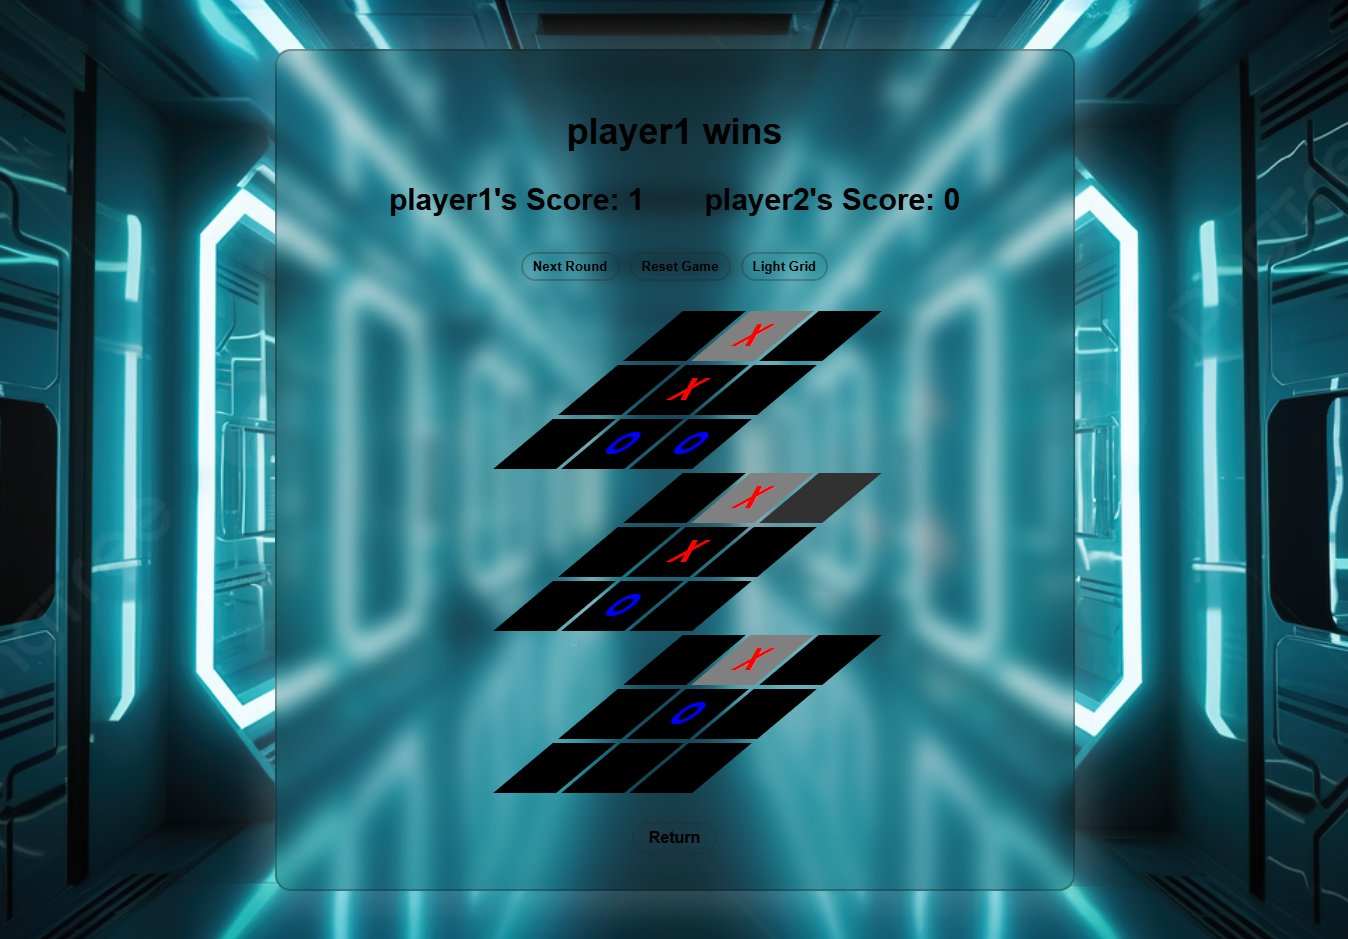 player1 wins
player1's Score: 1 player2's Score: 0
Next Round Reset Game Light Grid
X
X
O O
X
X
O
X
O
Return